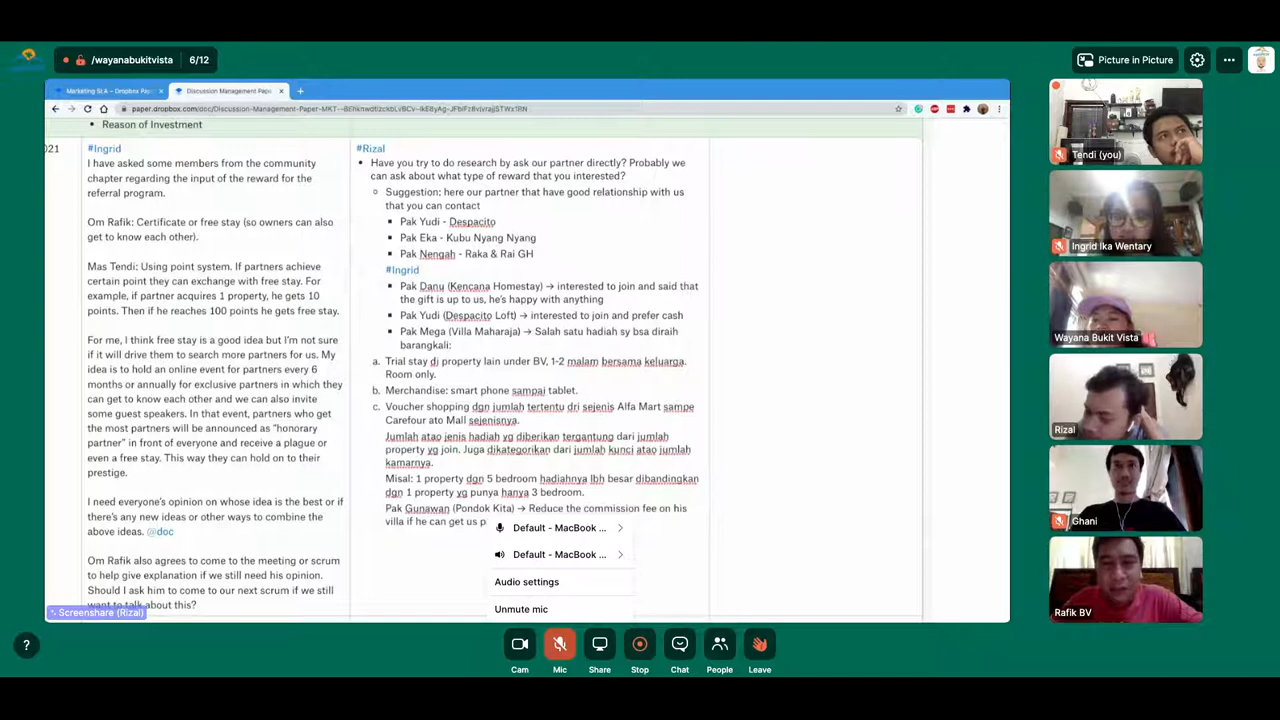 /wayanabukitvista 6/12
Picture in Picture
Marketing St.A – Dropbox Pap
Discussion Management Pape
Reason of Investment
021
#Ingrid
I have asked some members from the community
chapter regarding the input of the reward for the
referral program.
Om Rafik: Certificate or free stay (so owners can also
get to know each other).
Mas Tendi: Using point system. If partners achieve
certain point they can exchange with free stay. For
example, if partner acquires 1 property, he gets 10
points. Then if he reaches 100 points he gets free stay.
For me, I think free stay is a good idea but I'm not sure
if it will drive them to search more partners for us. My
idea is to hold an online event for partners every 6
months or annually for exclusive partners in which they
can get to know each other and we can also invite
some guest speakers. In that event, partners who get
the most partners will be announced as "honorary
partner" in front of everyone and receive a plague or
even a free stay. This way they can hold on to their
prestige.
I need everyone's opinion on whose idea is the best or if
there's any new ideas or other ways to combine the
above ideas. @doc
Om Rafik also agrees to come to the meeting or scrum
to help give explanation if we still need his opinion.
Should I ask him to come to our next scrum if we still
want to talk about this?
Screenshare (Rizal)
#Rizal
Have you try to do research by ask our partner directly? Probably we
can ask about what type of reward that you interested?
Suggestion: here our partner that have good relationship with us
that you can contact
Pak Yudi - Despacito
Pak Eka - Kubu Nyang Nyang
Pak Nengah - Raka & Rai GH
#Ingrid
Pak Danu (Kencana Homestay) → interested to join and said that
the gift is up to us, he's happy with anything
Pak Yudi (Despacito Loft) → interested to join and prefer cash
Pak Mega (Villa Maharaja) → Salah satu hadiah sy bsa diraih
barangkali:
a. Trial stay di property lain under BV, 1-2 malam bersama keluarga.
Room only.
b. Merchandise: smart phone sampai tablet.
c. Voucher shopping dgn jumlah tertentu dri sejenis Alfa Mart sampe
Carefour ato Mall sejenisnya.
Jumlah atao jenis hadiah yg diberikan tergantung dari jumlah
property yg join. Juga dikategorikan dari jumlah kunci atao jumlah
kamarnya.
Misal: 1 property dgn 5 bedroom hadiahnya lbh besar dibandingkan
dgn 1 property yg punya hanya 3 bedroom.
Pak Gunawan (Pondok Kita) → Reduce the commission fee on his
villa if he can get us p
Default - MacBook ...
Default - MacBook ...
Audio settings
Unmute mic
Tendi (you)
Ingrid Ika Wentary
Wayana Bukit Vista
Rizal
Ghani
Rafik BV
?
Cam
Mic
Share
Stop
Chat
People
Leave